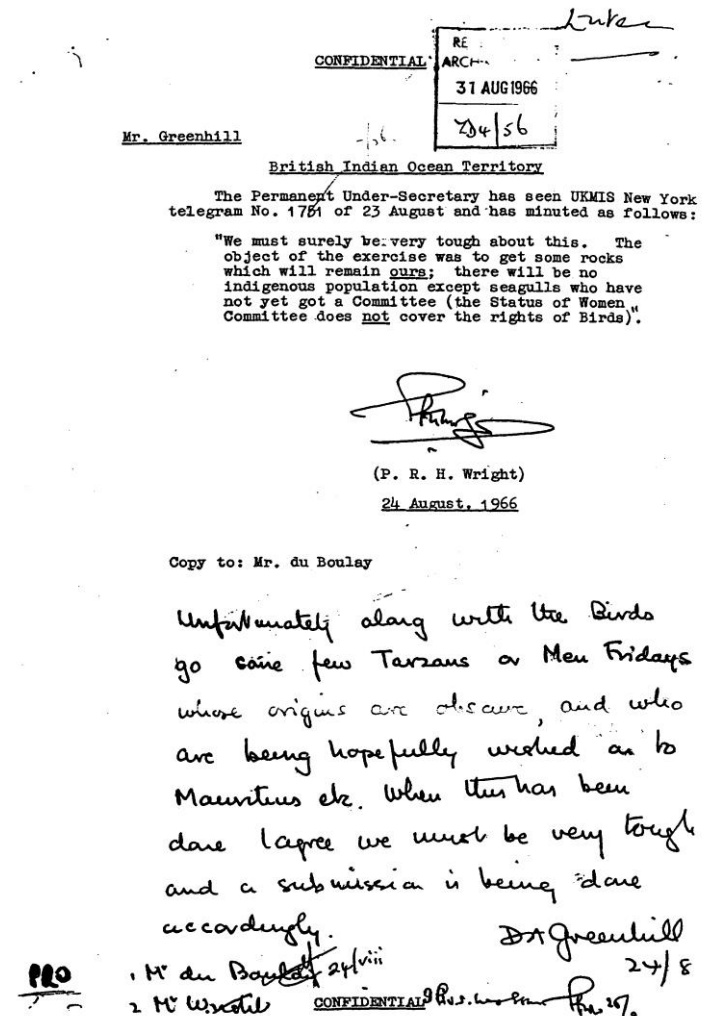 CONFIDENTIAL
RE
ARCH
31 AUG 1966
ZD4/56
Mr. Greenhill
British Indian Ocean Territory
The Permanent Under-Secretary has seen UKMIS New York
telegram No. 1781 of 23 August and has minuted as follows:
"We must surely be very tough about this. The
object of the exercise was to get some rocks
which will remain ours; there will be no
indigenous population except seagulls who have
not yet got a Committee (the Status of Women
Committee does not cover the rights of Birds)".
(P. R. H. Wright)
24 August, 1966
Copy to: Mr. du Boulay
Unfortunately along with the Birds
go some few Tarzans or Men Fridays
whose origins are obscure, and who
are being hopefully wished on to
Mauritius etc. When this has been
done I agree we must be very tough
and a submission is being done
accordingly.
DA Greenhill
24/8
PRO
1 Mr du Boulay 24/viii
2 Mr
CONFIDENTIAL